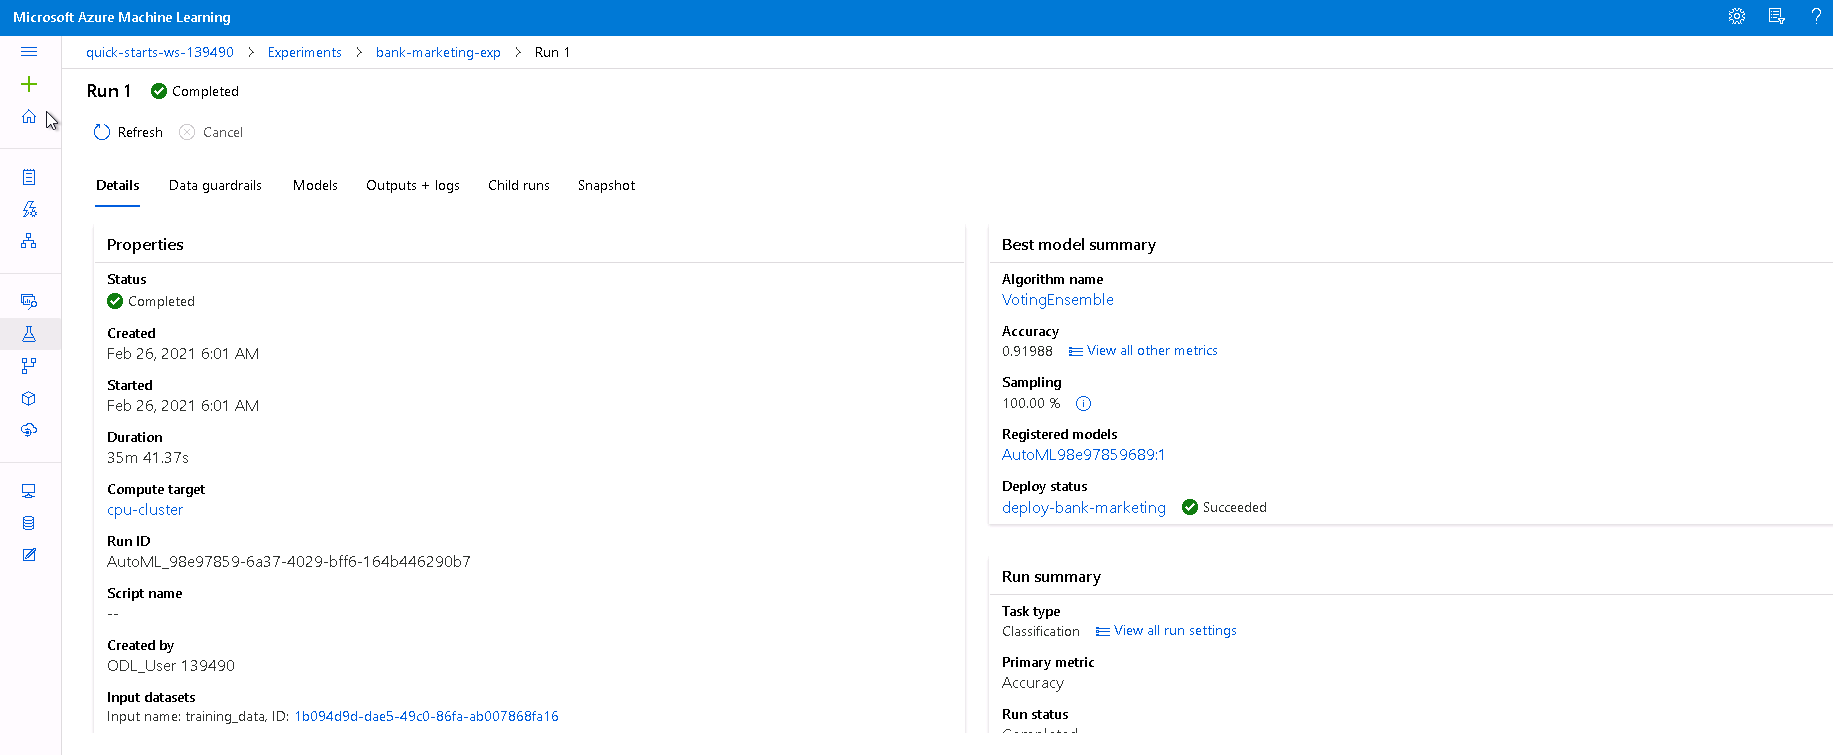 Microsoft Azure Machine Learning
quick-starts-ws-139490 > Experiments > bank-marketing-exp > Run 1
Run 1 Completed
Refresh Cancel
Details Data guardrails Models Outputs + logs Child runs Snapshot
Properties
Status
Completed
Created
Feb 26, 2021 6:01 AM
Started
Feb 26, 2021 6:01 AM
Duration
35m 41.37s
Compute target
cpu-cluster
Run ID
AutoML_98e97859-6a37-4029-bff6-164b446290b7
Script name
--
Created by
ODL_User 139490
Input datasets
Input name: training_data, ID: 1b094d9d-dae5-49c0-86fa-ab007868fa16
Best model summary
Algorithm name
VotingEnsemble
Accuracy
0.91988 View all other metrics
Sampling
100.00 %
Registered models
AutoML98e97859689:1
Deploy status
deploy-bank-marketing Succeeded
Run summary
Task type
Classification View all run settings
Primary metric
Accuracy
Run status
Completed